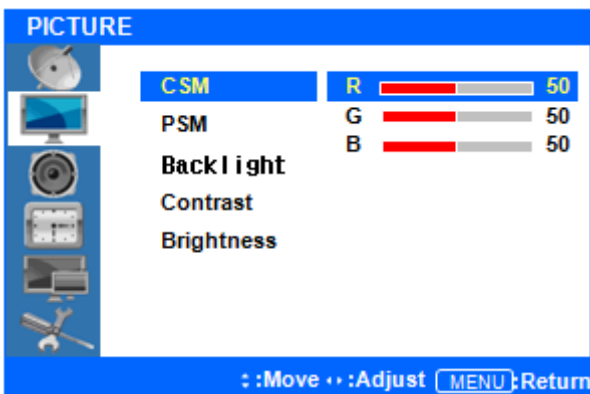 PICTURE
CSM R 50
PSM G 50
B 50
Backlight
Contrast
Brightness
:Move :Adjust MENU:Return